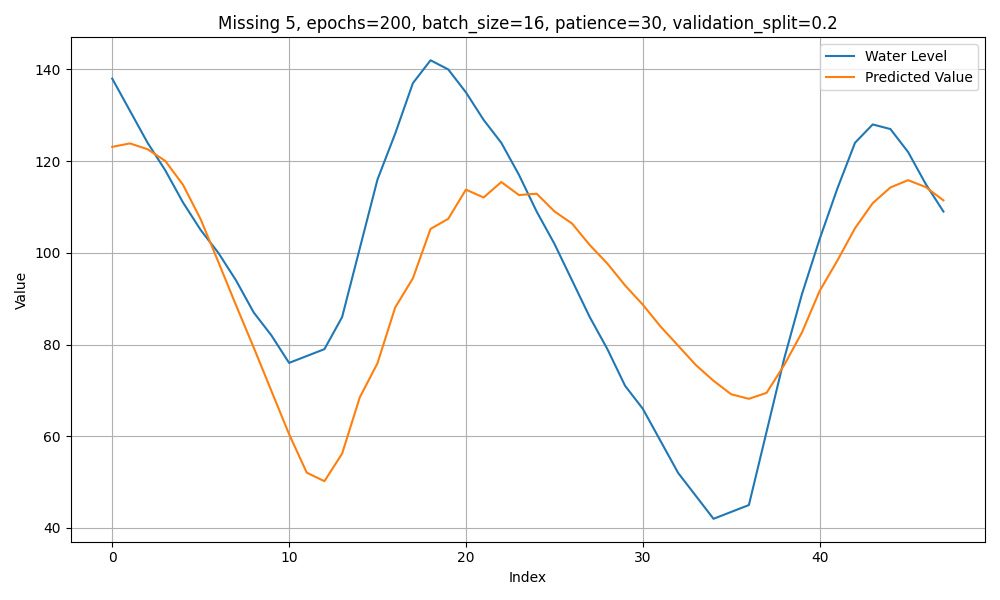 Missing 5, epochs=200, batch_size=16, patience=30, validation_split=0.2
Water Level
Predicted Value
Value
140
120
100
80
60
40
0
10
20
30
40
Index